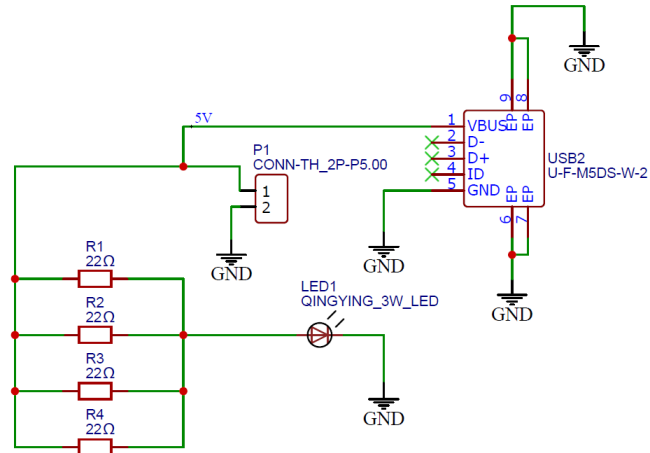 GND
9
8
EP
EP
5V
1
VBUS
2
D-
3
D+
4
ID
5
GND
USB2
U-F-M5DS-W-2
EP
EP
6
7
P1
CONN-TH_2P-P5.00
1
2
GND
GND
GND
R1
22Ω
R2
22Ω
R3
22Ω
R4
22Ω
LED1
QINGYING_3W_LED
GND